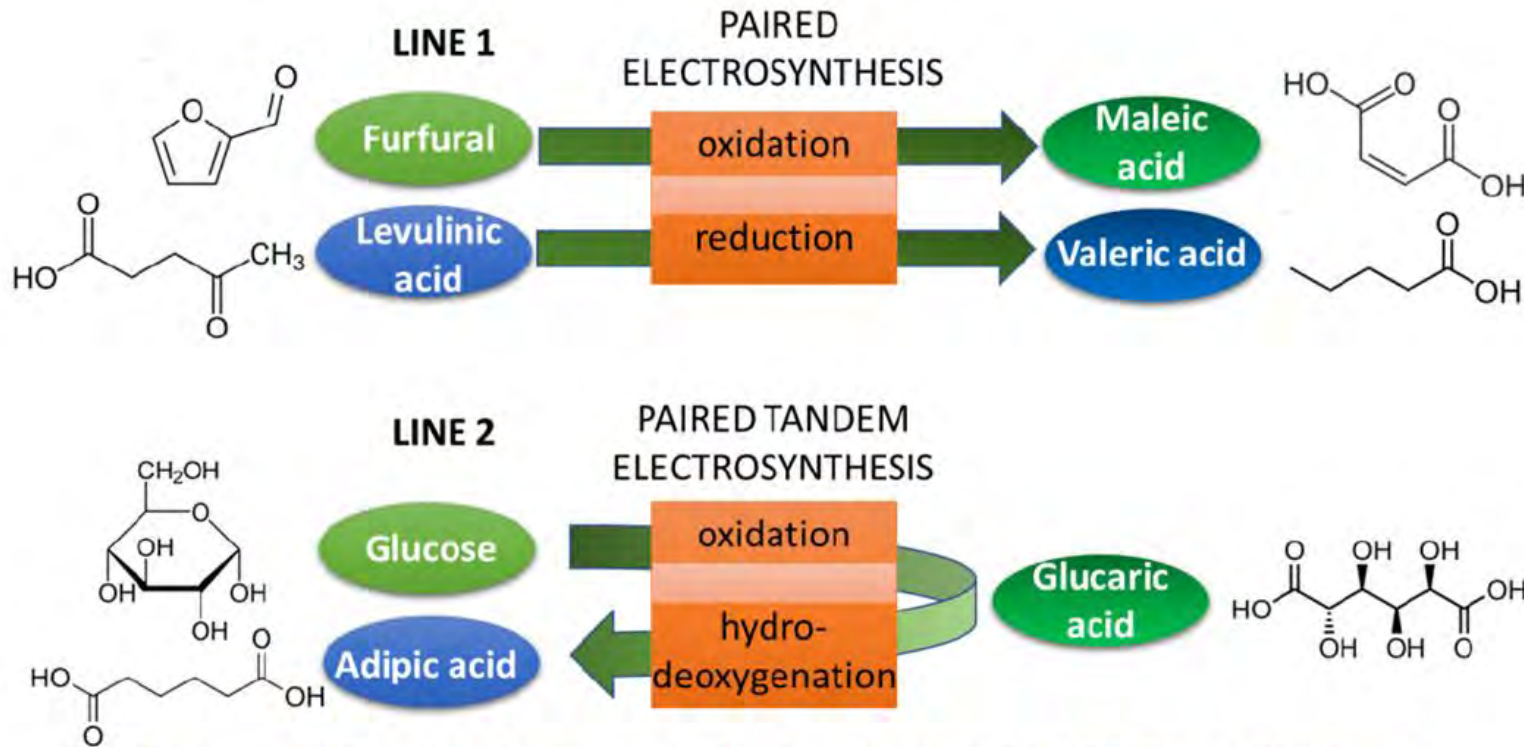 LINE 1
PAIRED
ELECTROSYNTHESIS
O
O
Furfural
oxidation
Maleic
acid
HO
O
O
OH
O
HO
CH3
O
Levulinic
acid
reduction
Valeric acid
O
OH
LINE 2
PAIRED TANDEM
ELECTROSYNTHESIS
CH2OH
O
OH
OH
OH
OH
Glucose
oxidation
Glucaric
acid
O
OH
OH
HO
OH
OH
OH
O
HO
O
O
OH
Adipic acid
hydro-
deoxygenation